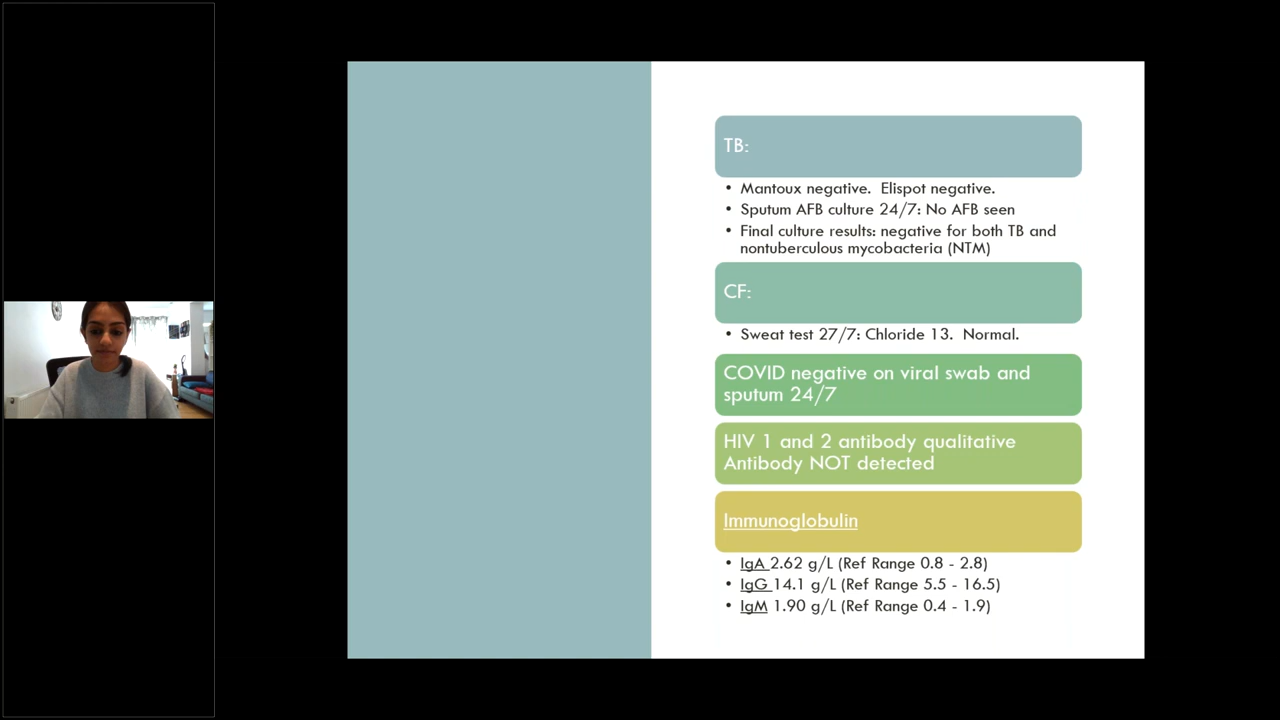 TB:
• Mantoux negative.  Elispot negative.
• Sputum AFB culture 24/7: No AFB seen
• Final culture results: negative for both TB and
nontuberculous mycobacteria (NTM)
CF:
• Sweat test 27/7: Chloride 13.  Normal.
COVID negative on viral swab and
sputum 24/7
HIV 1 and 2 antibody qualitative
Antibody NOT detected
Immunoglobulin
• IgA 2.62 g/L (Ref Range 0.8 - 2.8)
• IgG 14.1 g/L (Ref Range 5.5 - 16.5)
• IgM 1.90 g/L (Ref Range 0.4 - 1.9)